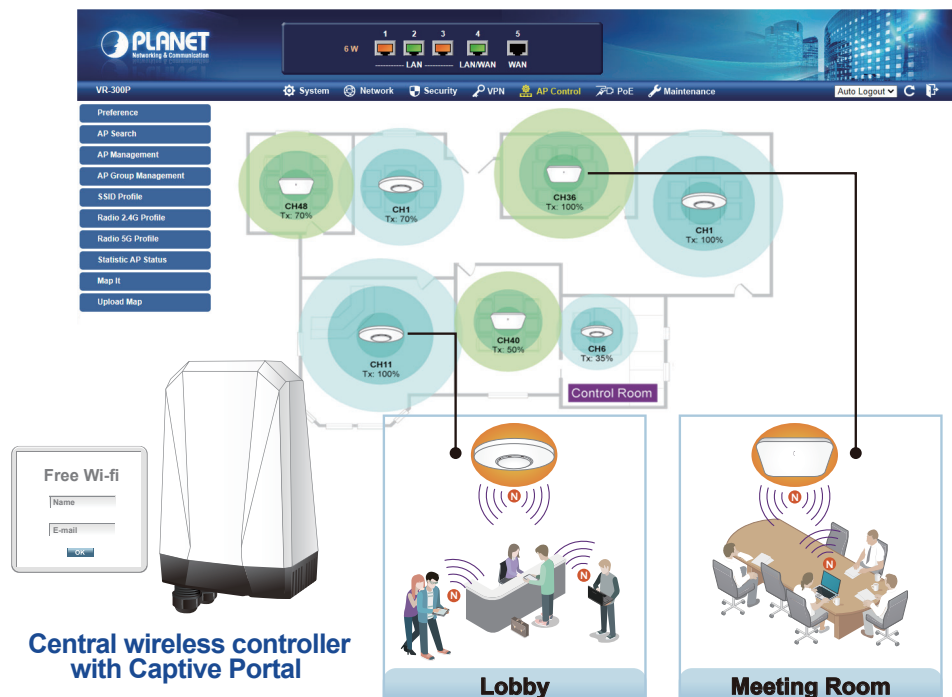 PLANET
Networking & Communication
6 W
1 2 3 4 5
LAN LAN/WAN WAN
VR-300P
System Network Security VPN AP Control PoE Maintenance
Auto Logout
Preference
AP Search
AP Management
AP Group Management
SSID Profile
Radio 2.4G Profile
Radio 5G Profile
Statistic AP Status
Map It
Upload Map
CH48
Tx: 70%
CH1
Tx: 70%
CH36
Tx: 100%
CH1
Tx: 100%
CH11
Tx: 100%
CH40
Tx: 50%
CH6
Tx: 35%
Control Room
Free Wi-fi
Name
E-mail
OK
Central wireless controller
with Captive Portal
N
N
N
Lobby
N
N
Meeting Room